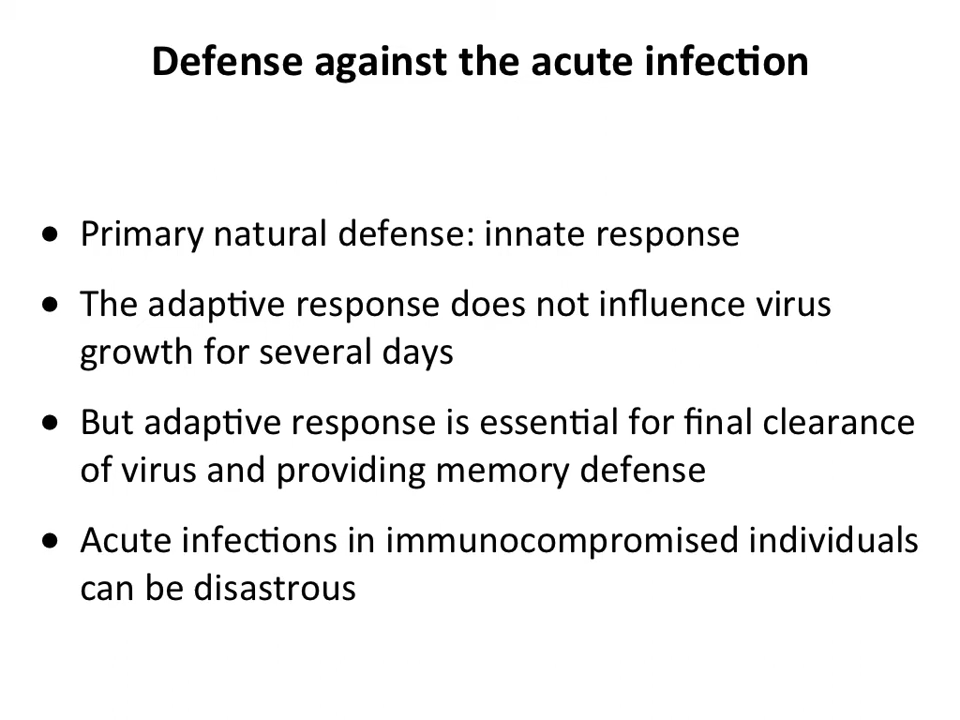 Defense against the acute infection
● Primary natural defense: innate response
● The adaptive response does not influence virus
growth for several days
● But adaptive response is essential for final clearance
of virus and providing memory defense
● Acute infections in immunocompromised individuals
can be disastrous